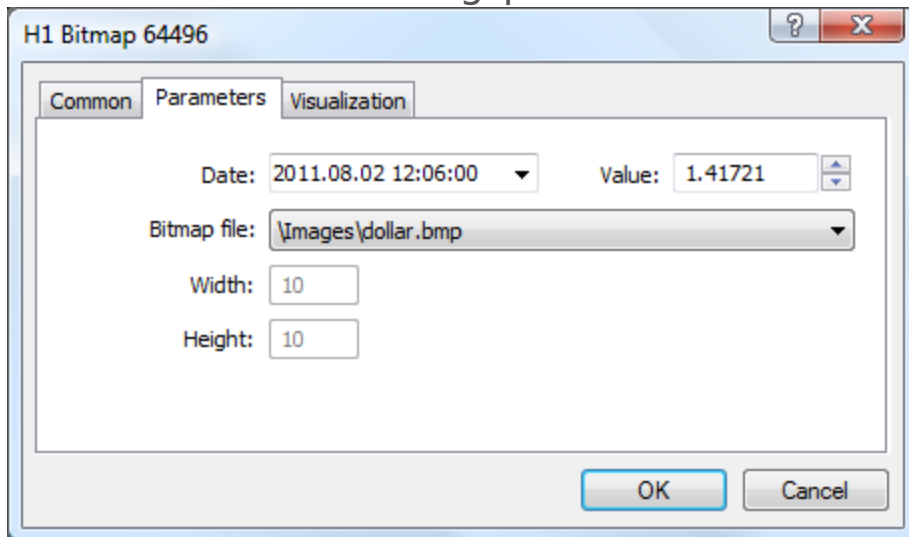 H1 Bitmap 64496
Common Parameters Visualization
Date: 2011.08.02 12:06:00 Value: 1.41721
Bitmap file: \Images\dollar.bmp
Width: 10
Height: 10
OK Cancel